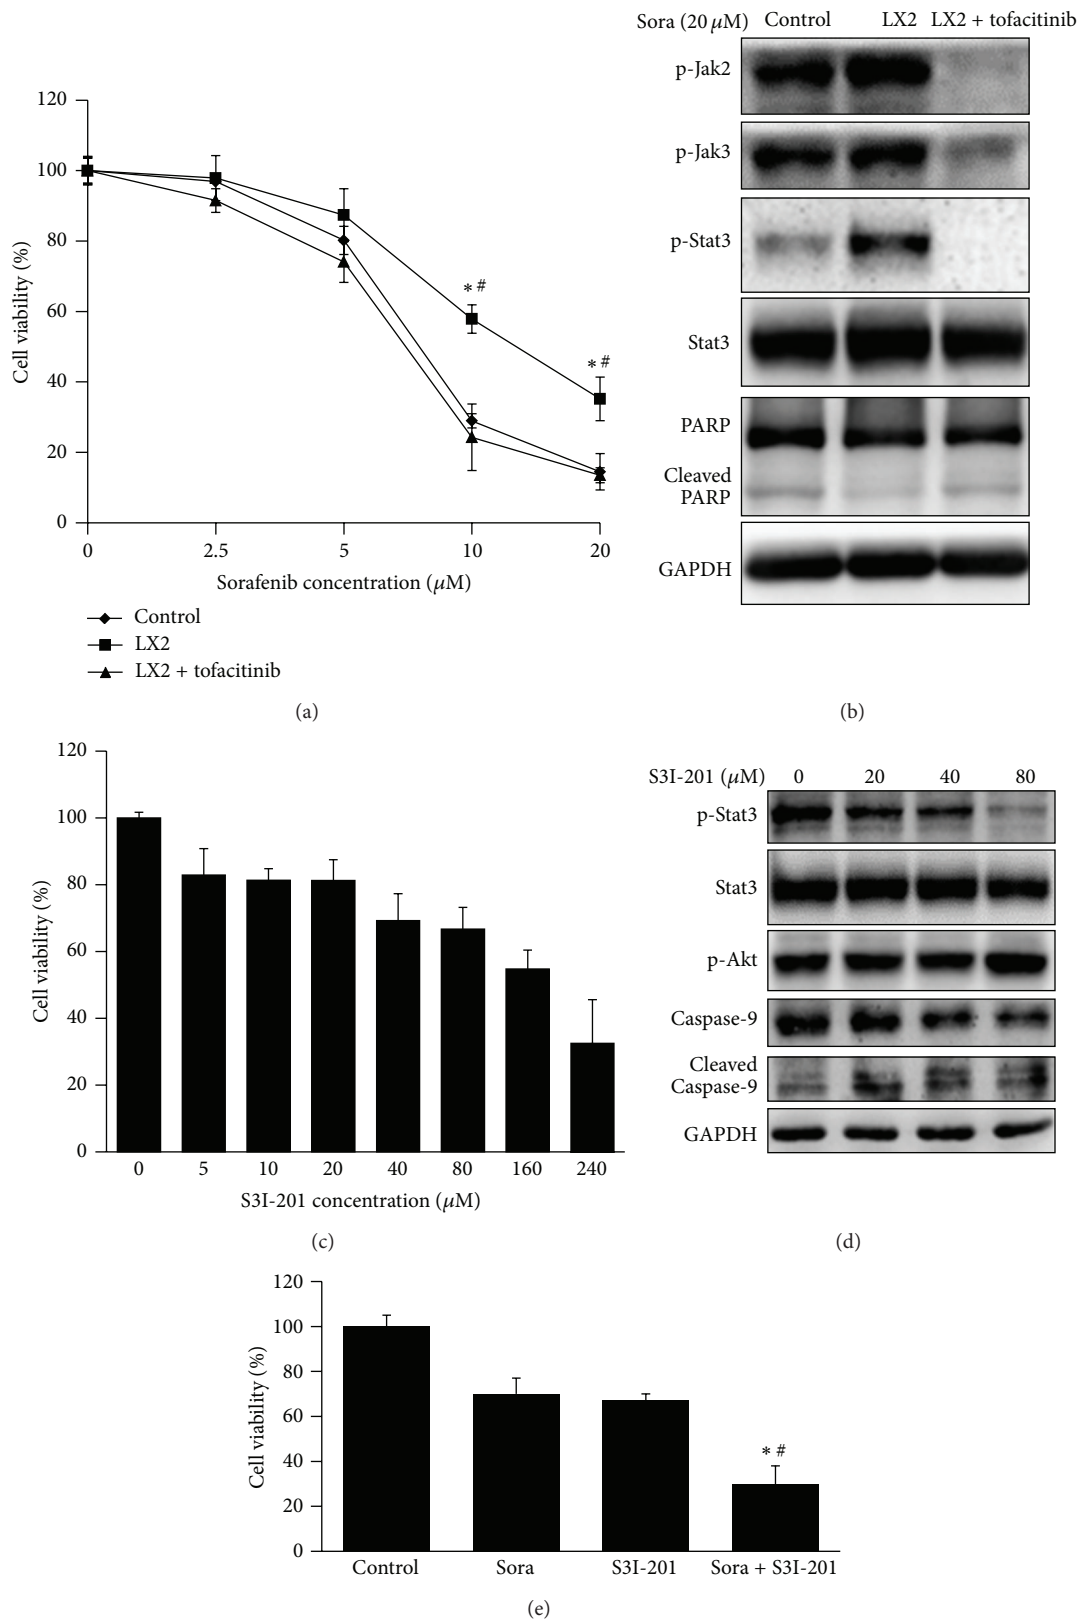 120
100
80
60
40
20
0
Cell viability (%)
* #
* #
0 2.5 5 10 20
Sorafenib concentration (μM)
Control
LX2
LX2 + tofacitinib
(a)
Sora (20 μM) Control LX2 LX2 + tofacitinib
p-Jak2
p-Jak3
p-Stat3
Stat3
PARP
Cleaved
PARP
GAPDH
(b)
120
100
80
60
40
20
0
Cell viability (%)
0 5 10 20 40 80 160 240
S3I-201 concentration (μM)
(c)
S3I-201 (μM) 0 20 40 80
p-Stat3
Stat3
p-Akt
Caspase-9
Cleaved
Caspase-9
GAPDH
(d)
120
100
80
60
40
20
0
Cell viability (%)
* #
Control Sora S3I-201 Sora + S3I-201
(e)